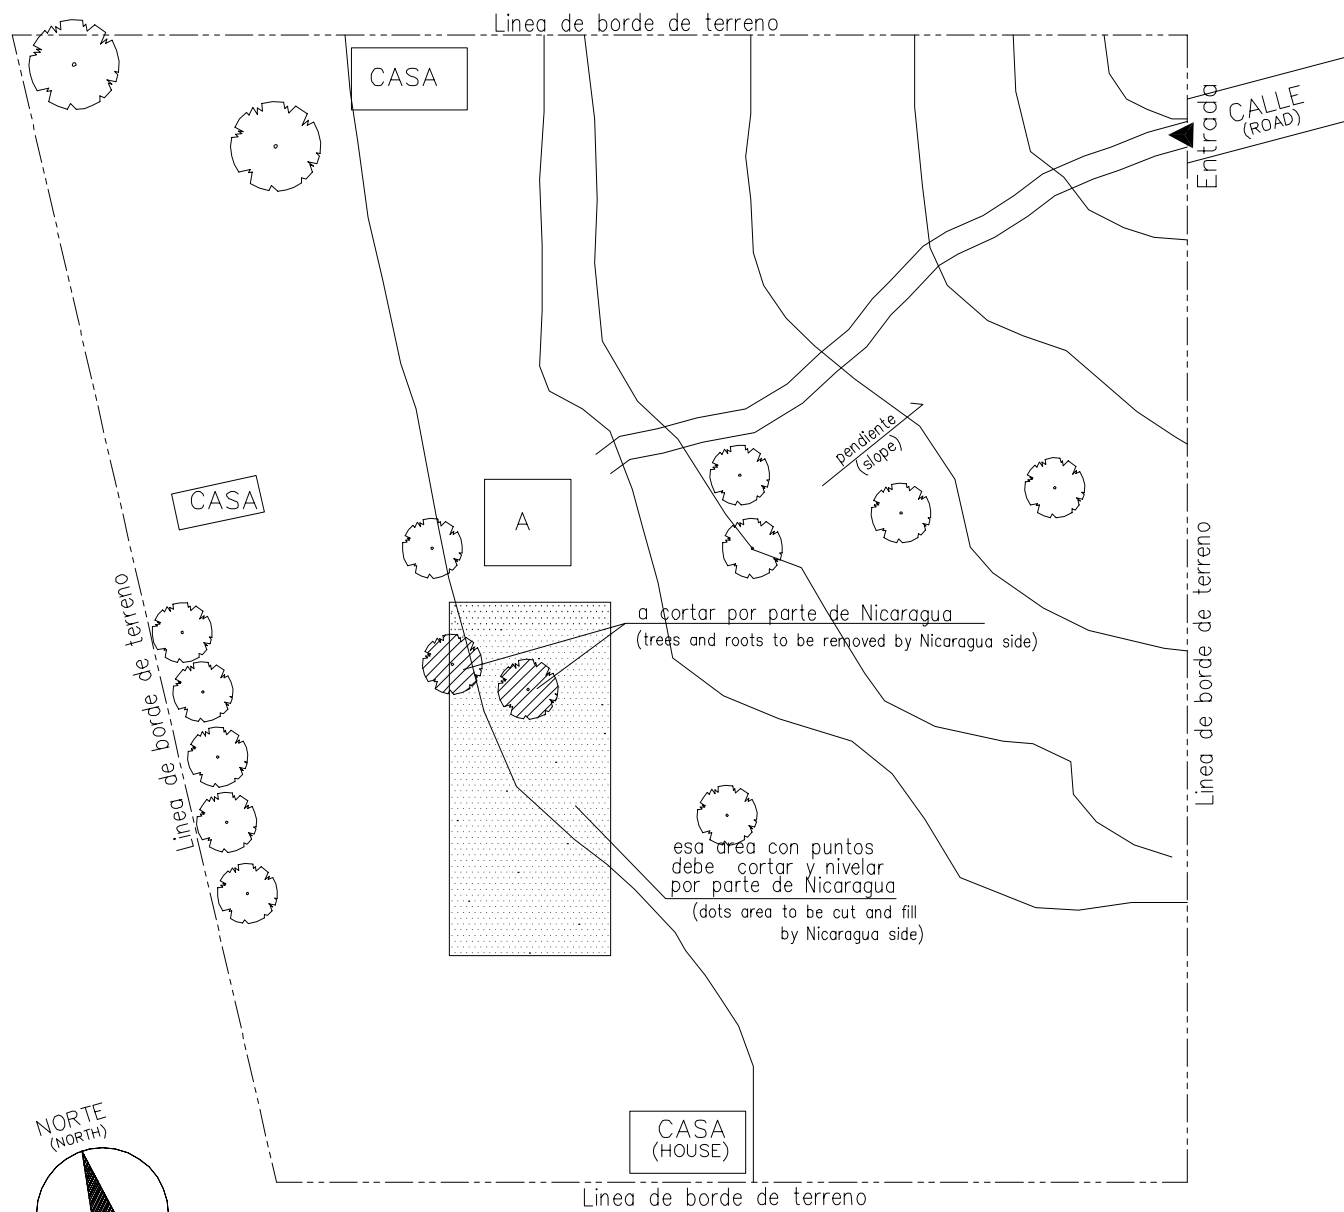 Linea de borde de terreno
CASA
CALLE
(ROAD)
Entrada
pendiente
(slope)
CASA
A
Linea de borde de terreno
a cortar por parte de Nicaragua
(trees and roots to be removed by Nicaragua side)
Linea de borde de terreno
esa area con puntos
debe cortar y nivelar
por parte de Nicaragua
(dots area to be cut and fill
by Nicaragua side)
NORTE
(NORTH)
CASA
(HOUSE)
Linea de borde de terreno